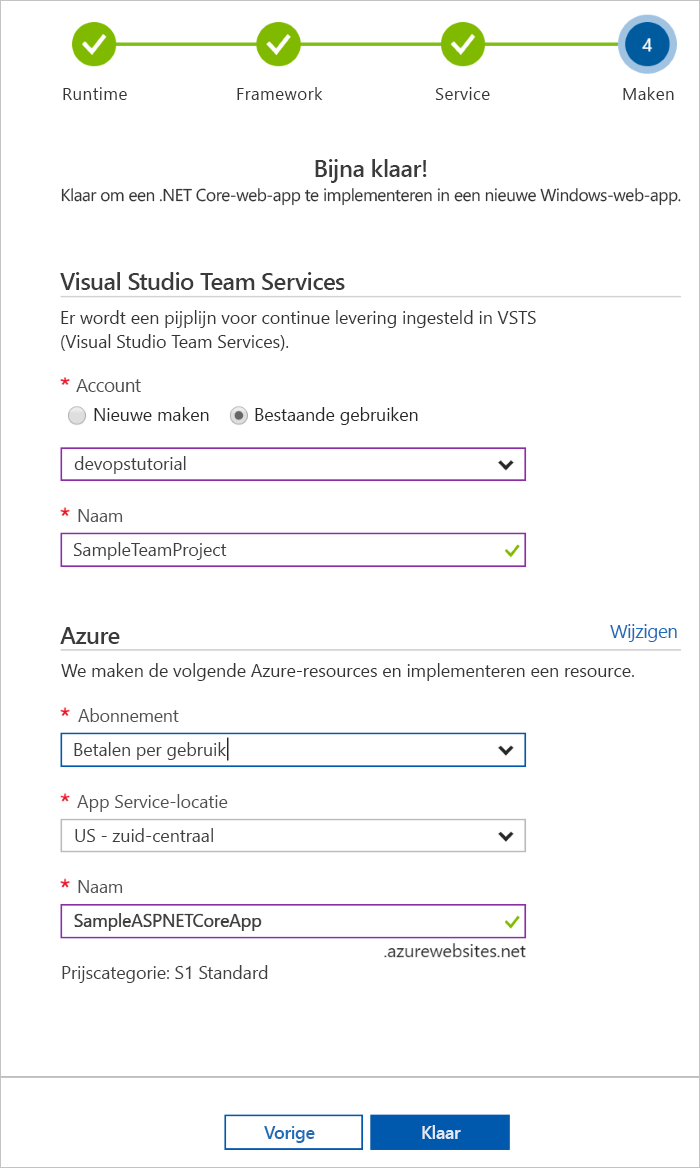 4
Runtime
Framework
Service
Maken
Bijna klaar!
Klaar om een .NET Core-web-app te implementeren in een nieuwe Windows-web-app.
Visual Studio Team Services
Er wordt een pijplijn voor continue levering ingesteld in VSTS
(Visual Studio Team Services).
* Account
Nieuwe maken
Bestaande gebruiken
devopstutorial
* Naam
SampleTeamProject
Azure
Wijzigen
We maken de volgende Azure-resources en implementeren een resource.
* Abonnement
Betalen per gebruik
* App Service-locatie
US - zuid-centraal
* Naam
SampleASPNETCoreApp
.azurewebsites.net
Prijscategorie: S1 Standard
Vorige
Klaar